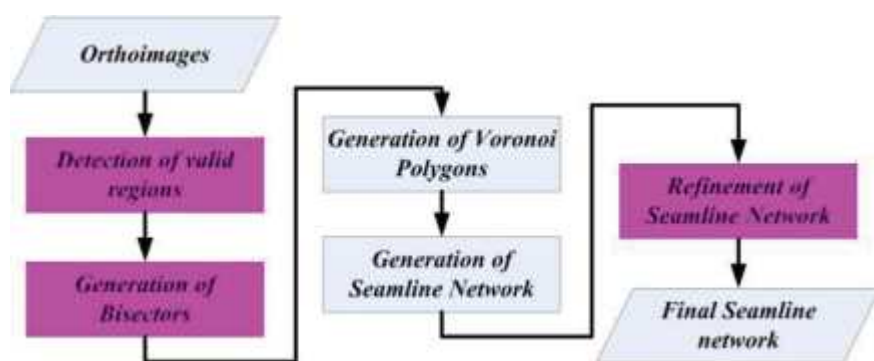 Orthoimages
Detection of valid
regions
Generation of
Bisectors
Generation of Voronoi
Polygons
Generation of
Seamline Network
Refinement of
Seamline Network
Final Seamline
network